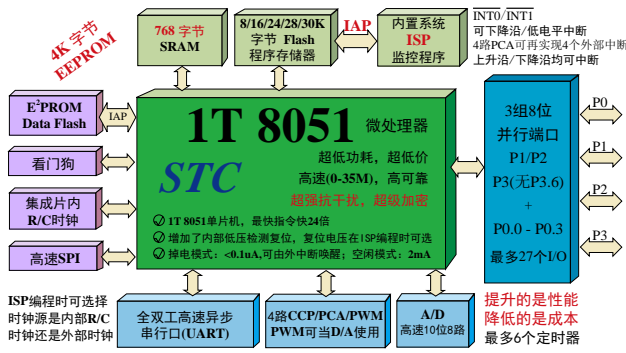 4K 字节
EEPROM
768 字节
SRAM
8/16/24/28/30K
字节 Flash
程序存储器
IAP
内置系统
ISP
监控程序
INT0/INT1
可下降沿/低电平中断
4路PCA可再实现4个外部中断
上升沿/下降沿均可中断
E²PROM
Data Flash
IAP
看门狗
集成片内
R/C时钟
高速SPI
1T 8051 微处理器
STC
超低功耗，超低价
高速(0-35M)，高可靠
超强抗干扰，超级加密
1T 8051单片机，最快指令快24倍
增加了内部低压检测复位，复位电压在ISP编程时可选
掉电模式：<0.1uA,可由外中断唤醒；空闲模式：2mA
3组8位
并行端口
P1/P2
P3(无P3.6)
+
P0.0 - P0.3
最多27个I/O
P0
P1
P2
P3
ISP编程时可选择
时钟源是内部R/C
时钟还是外部时钟
全双工高速异步
串行口(UART)
4路CCP/PCA/PWM
PWM可当D/A使用
A/D
高速10位8路
提升的是性能
降低的是成本
最多6个定时器